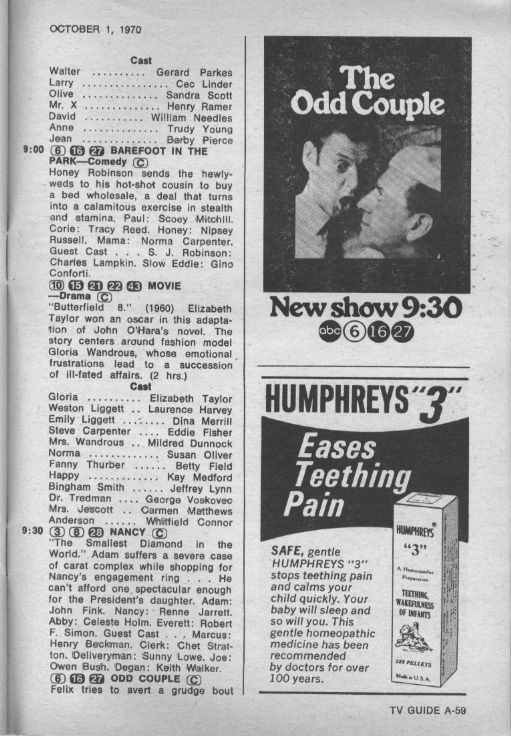 OCTOBER 1, 1970
Cast
Walter .......... Gerard Parkes
Larry ................ Cec Linder
Olive .............. Sandra Scott
Mr. X .............. Henry Ramer
David ........... William Needles
Anne .............. Trudy Young
Jean .............. Barby Pierce
9:00 (6) (16) (27) BAREFOOT IN THE
PARK—Comedy (C)
Honey Robinson sends the newly-
weds to his hot-shot cousin to buy
a bed wholesale, a deal that turns
into a calamitous exercise in stealth
and stamina. Paul: Scoey Mitchlll.
Corie: Tracy Reed. Honey: Nipsey
Russell. Mama: Norma Carpenter.
Guest Cast . . . S. J. Robinson:
Charles Lampkin. Slow Eddie: Gino
Conforti.
(10) (15) (21) (22) (43) MOVIE
—Drama (C)
"Butterfield 8." (1960) Elizabeth
Taylor won an oscar in this adapta-
tion of John O'Hara's novel. The
story centers around fashion model
Gloria Wandrous, whose emotional
frustrations lead to a succession
of ill-fated affairs. (2 hrs.)
Cast
Gloria .......... Elizabeth Taylor
Weston Liggett .. Laurence Harvey
Emily Liggett ........ Dina Merrill
Steve Carpenter ..... Eddie Fisher
Mrs. Wandrous .. Mildred Dunnock
Norma ............. Susan Oliver
Fanny Thurber ...... Betty Field
Happy ............. Kay Medford
Bingham Smith ...... Jeffrey Lynn
Dr. Tredman .... George Voskovec
Mrs. Jescott .. Carmen Matthews
Anderson ...... Whitfield Connor
9:30 (3) (8) (28) NANCY (C)
"The Smallest Diamond in the
World." Adam suffers a severe case
of carat complex while shopping for
Nancy's engagement ring . . . He
can't afford one spectacular enough
for the President's daughter. Adam:
John Fink. Nancy: Renne Jarrett.
Abby: Celeste Holm. Everett: Robert
F. Simon. Guest Cast . . . Marcus:
Henry Beckman. Clerk: Chet Strat-
ton. Deliveryman: Sunny Lowe. Joe:
Owen Bush. Degan: Keith Walker.
(6) (16) (27) ODD COUPLE (C)
Felix tries to avert a grudge bout
The
Odd Couple
New show 9:30
abc 6 16 27
HUMPHREYS "3"
Eases
Teething
Pain
SAFE, gentle
HUMPHREYS "3"
stops teething pain
and calms your
child quickly. Your
baby will sleep and
so will you. This
gentle homeopathic
medicine has been
recommended
by doctors for over
100 years.
HUMPHREYS®
"3"
A Homeopathic
Preparation
TEETHING,
WAKEFULNESS
OF INFANTS
135 PELLETS
Made in U.S.A.
TV GUIDE A-59